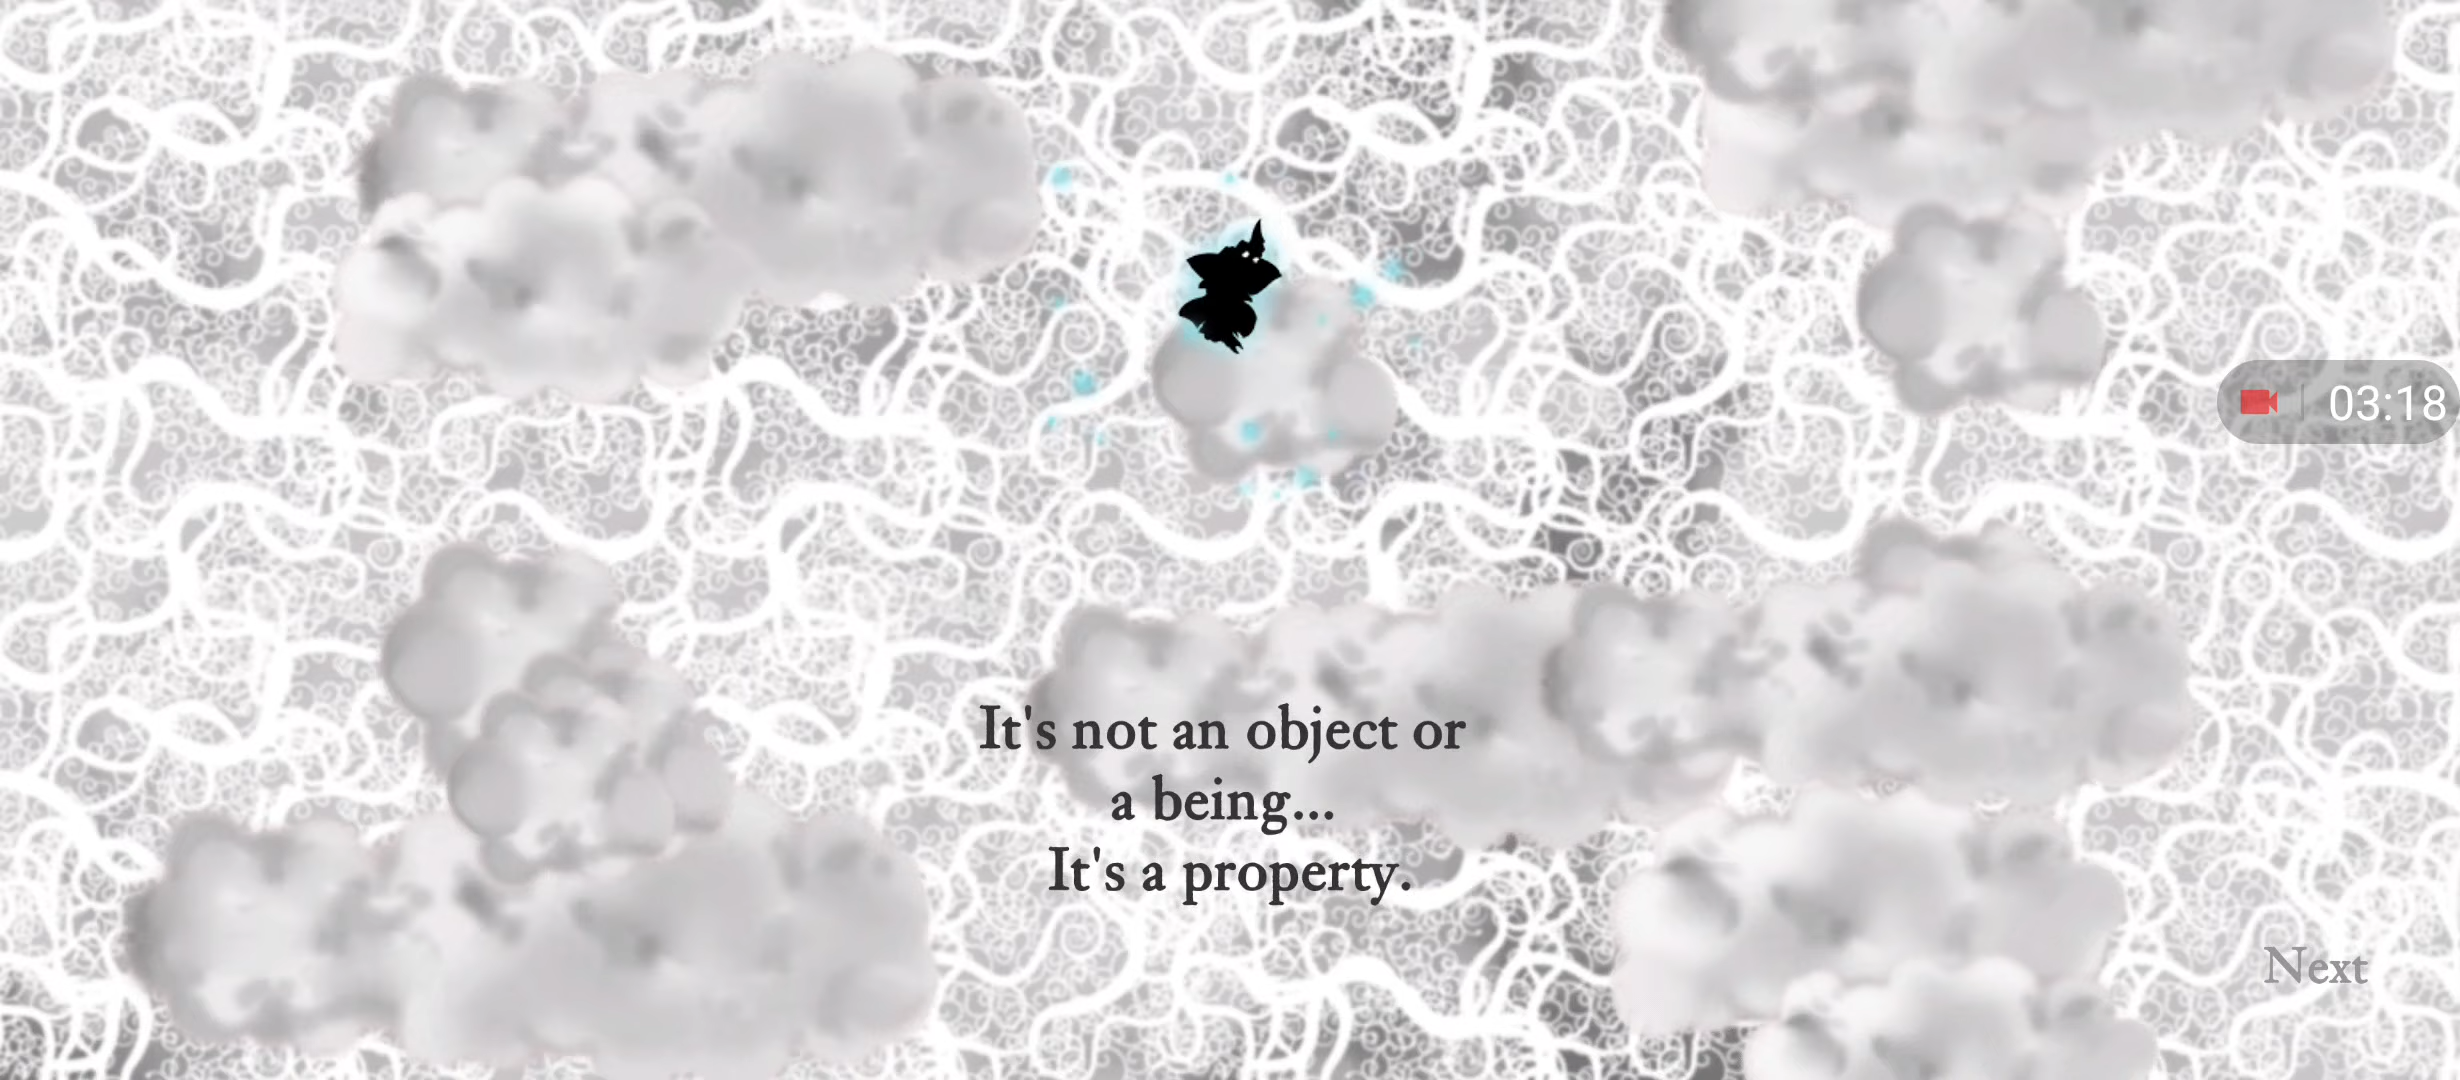 03:18
It's not an object or
a being...
It's a property.
Next